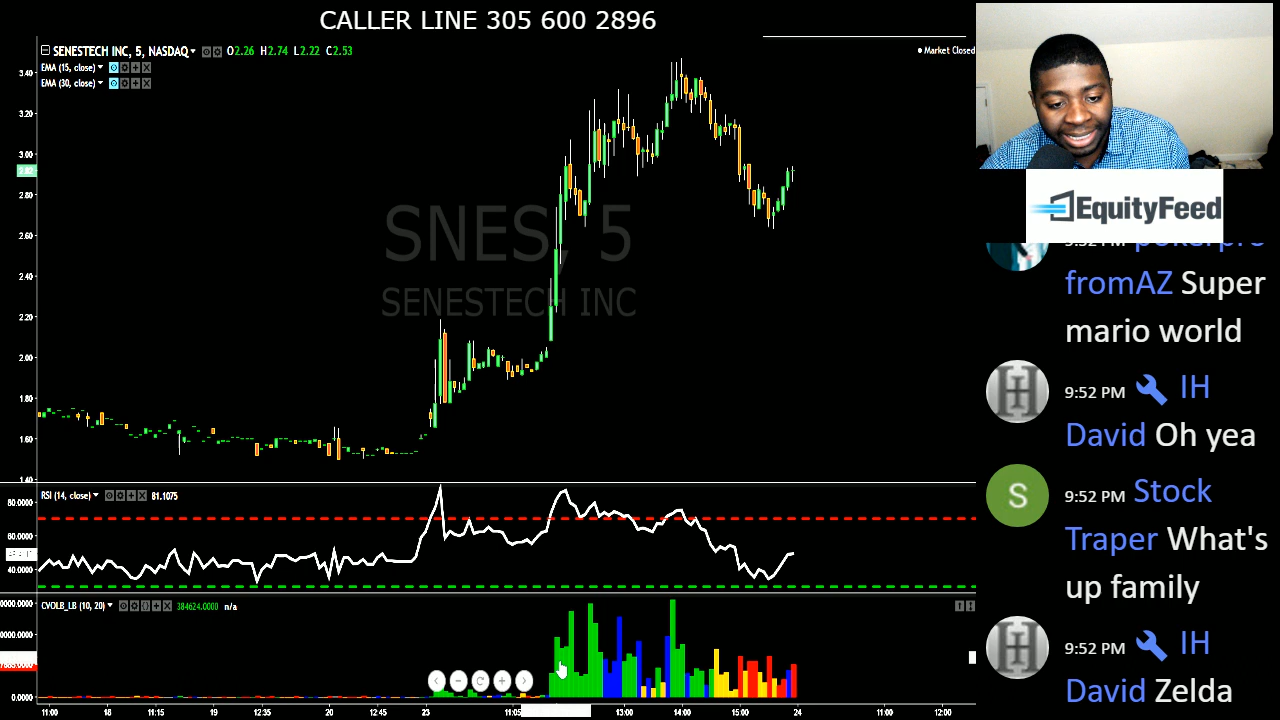 CALLER LINE 305 600 2896
SENESTECH INC, 5, NASDAQ O2.26 H2.74 L2.22 C2.53
Market Closed
EMA (15, close)
EMA (30, close)
3.40
3.20
3.00
2.80
2.60
2.40
2.20
2.00
1.80
1.60
1.40
SNES, 5
SENESTECH INC
RSI (14, close) 81.1075
80.0000
60.0000
40.0000
CVOLB_LB (10, 20) 384624.0000 n/a
0.0000
11:00 18 11:15 19 12:35 20 12:45 23 11:05 13:00 14:00 15:00 24 11:00 12:00
EquityFeed
fromAZ Super
mario world
9:52 PM IH
David Oh yea
S
9:52 PM Stock
Traper What's
up family
9:52 PM IH
David Zelda